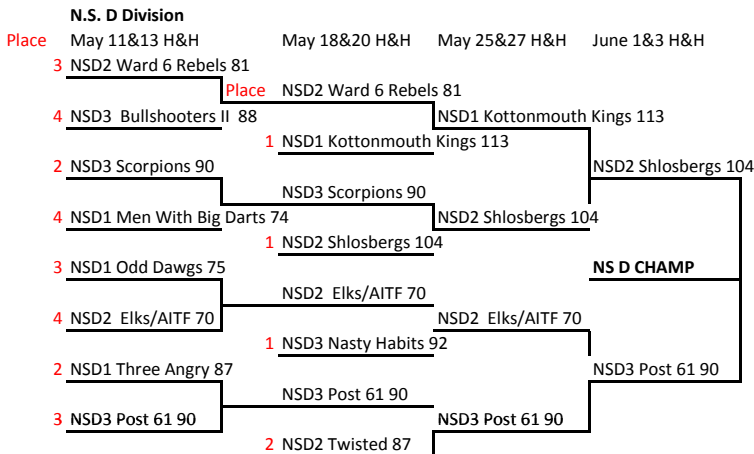 N.S. D Division
Place May 11&13 H&H May 18&20 H&H May 25&27 H&H June 1&3 H&H
3 NSD2 Ward 6 Rebels 81
Place NSD2 Ward 6 Rebels 81
4 NSD3 Bullshooters II 88 NSD1 Kottonmouth Kings 113
1 NSD1 Kottonmouth Kings 113
2 NSD3 Scorpions 90 NSD2 Shlosbergs 104
NSD3 Scorpions 90
4 NSD1 Men With Big Darts 74 NSD2 Shlosbergs 104
1 NSD2 Shlosbergs 104
3 NSD1 Odd Dawgs 75 NS D CHAMP
NSD2 Elks/AITF 70
4 NSD2 Elks/AITF 70 NSD2 Elks/AITF 70
1 NSD3 Nasty Habits 92
2 NSD1 Three Angry 87 NSD3 Post 61 90
NSD3 Post 61 90
3 NSD3 Post 61 90 NSD3 Post 61 90
2 NSD2 Twisted 87